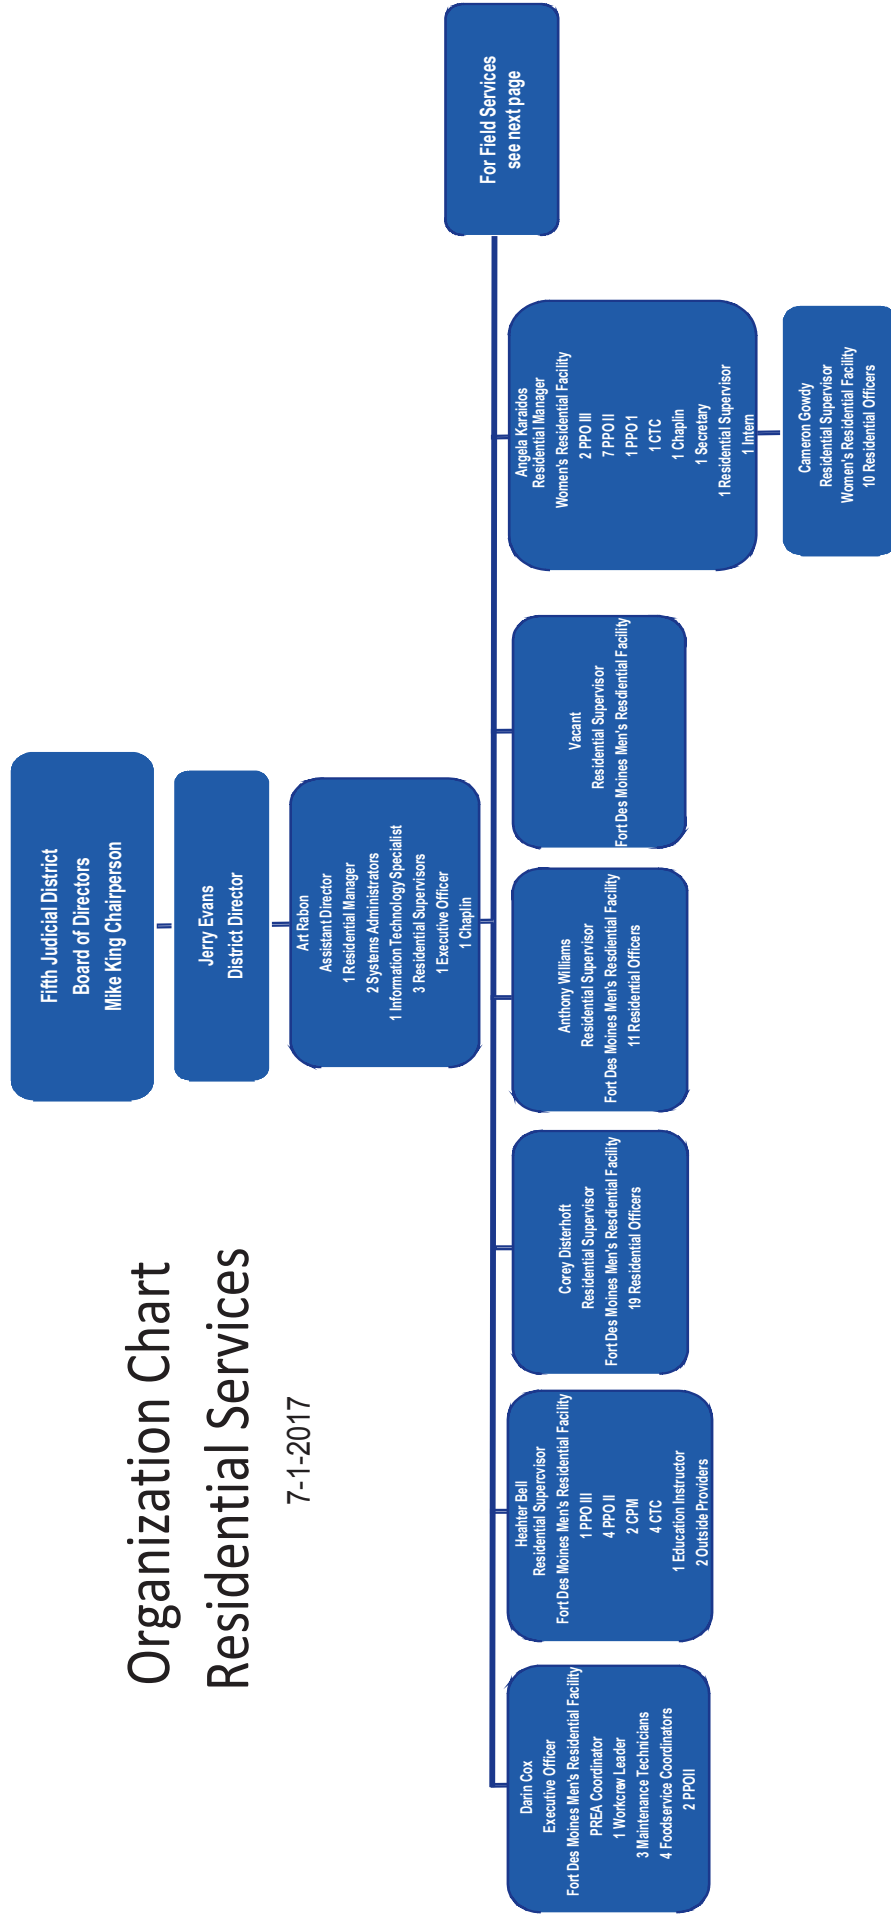 Organization Chart
Residential Services
7-1-2017
Fifth Judicial District
Board of Directors
Mike King Chairperson
Jerry Evans
District Director
Art Rabon
Assistant Director
1 Residential Manager
2 Systems Administrators
1 Information Technology Specialist
3 Residential Supervisors
1 Executive Officer
1 Chaplin
Darin Cox
Executive Officer
Fort Des Moines Men's Residential Facility
PREA Coordinator
1 Workcrew Leader
3 Maintenance Technicians
4 Foodservice Coordinators
2 PPOII
Heahter Bell
Residential Supercvisor
Fort Des Moines Men's Residential Facility
1 PPO III
4 PPO II
2 CPM
4 CTC
1 Education Instructor
2 Outside Providers
Corey Disterhoft
Residential Supervisor
Fort Des Moines Men's Resdiential Facility
19 Residential Officers
Anthony Williams
Residential Supervisor
Fort Des Moines Men's Resdiential Facility
11 Residential Officers
Vacant
Residential Supervisor
Fort Des Moines Men's Resdiential Facility
Angela Karaidos
Residential Manager
Women's Residential Facility
2 PPO III
7 PPO II
1 PPO1
1 CTC
1 Chaplin
1 Secretary
1 Residential Supervisor
1 Intern
Cameron Gowdy
Residential Supervisor
Women's Residential Facility
10 Residential Officers
For Field Services
see next page